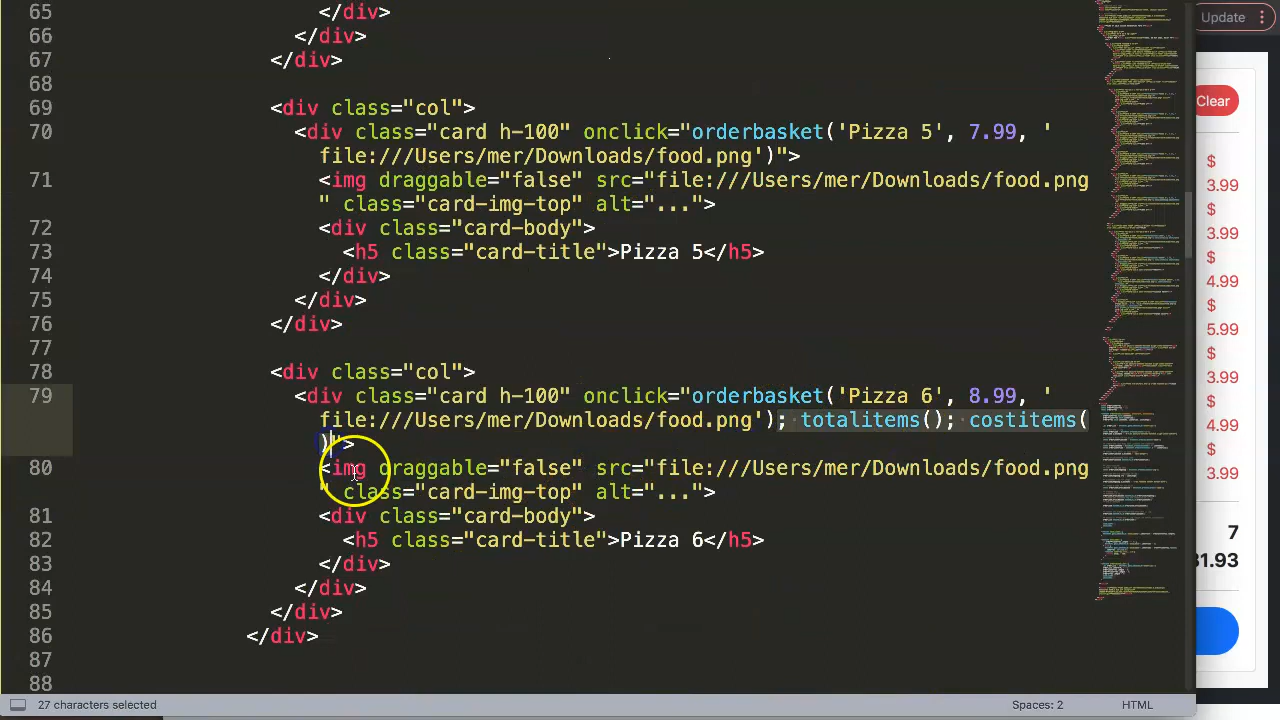 65 </div>
66 </div>
67 </div>
68
69 <div class="col">
70 <div class="card h-100" onclick="orderbasket('Pizza 5', 7.99, '
file:///Users/mer/Downloads/food.png')">
71 <img draggable="false" src="file:///Users/mer/Downloads/food.png
" class="card-img-top" alt="...">
72 <div class="card-body">
73 <h5 class="card-title">Pizza 5</h5>
74 </div>
75 </div>
76 </div>
77
78 <div class="col">
79 <div class="card h-100" onclick="orderbasket('Pizza 6', 8.99, '
file:///Users/mer/Downloads/food.png'); totalitems(); costitems(
)">
80 <img draggable="false" src="file:///Users/mer/Downloads/food.png
" class="card-img-top" alt="...">
81 <div class="card-body">
82 <h5 class="card-title">Pizza 6</h5>
83 </div>
84 </div>
85 </div>
86 </div>
87
88
27 characters selected
Spaces: 2
HTML
Update
Clear
$
3.99
$
3.99
$
4.99
$
5.99
$
3.99
$
4.99
$
3.99
7
31.93